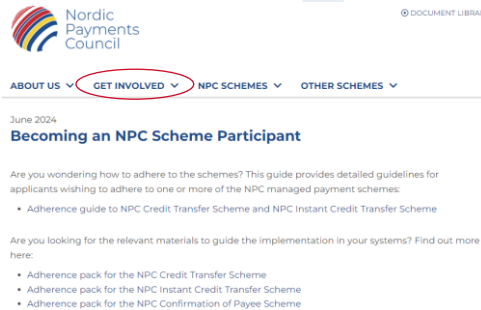 Nordic
Payments
Council
DOCUMENT LIBRA
ABOUT US
GET INVOLVED
NPC SCHEMES
OTHER SCHEMES
June 2024
Becoming an NPC Scheme Participant
Are you wondering how to adhere to the schemes? This guide provides detailed guidelines for
applicants wishing to adhere to one or more of the NPC managed payment schemes:
• Adherence guide to NPC Credit Transfer Scheme and NPC Instant Credit Transfer Scheme
Are you looking for the relevant materials to guide the implementation in your systems? Find out more
here:
• Adherence pack for the NPC Credit Transfer Scheme
• Adherence pack for the NPC Instant Credit Transfer Scheme
• Adherence pack for the NPC Confirmation of Payee Scheme